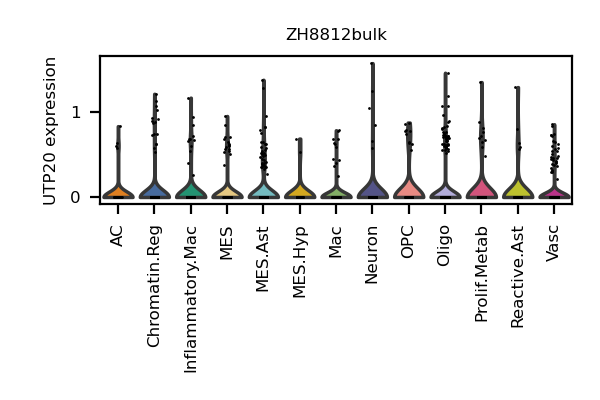 ZH8812bulk
UTP20 expression
1
0
AC
Chromatin.Reg
Inflammatory.Mac
MES
MES.Ast
MES.Hyp
Mac
Neuron
OPC
Oligo
Prolif.Metab
Reactive.Ast
Vasc